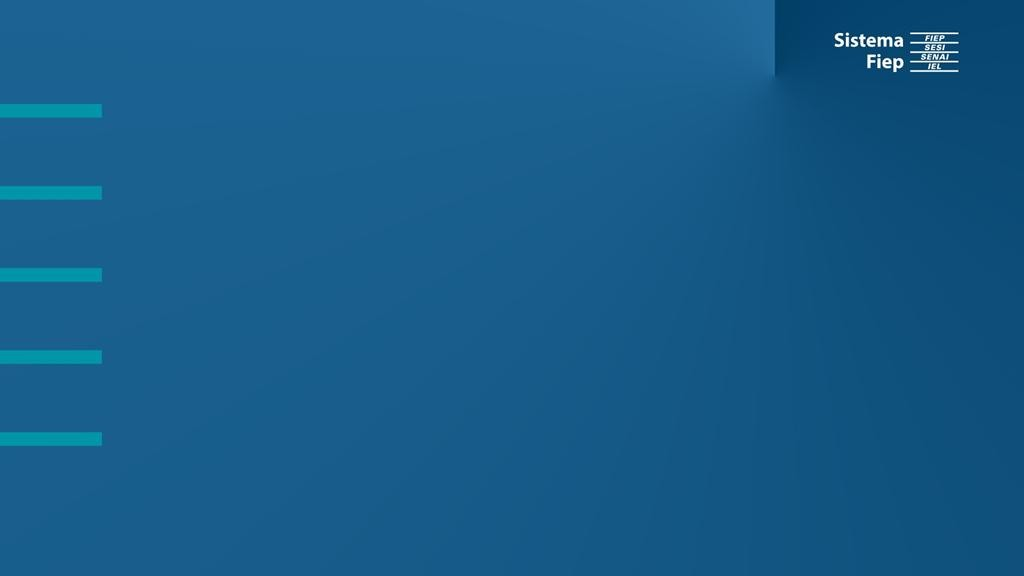 Sistema
Fiep
FIEP
SESI
SENAI
IEL